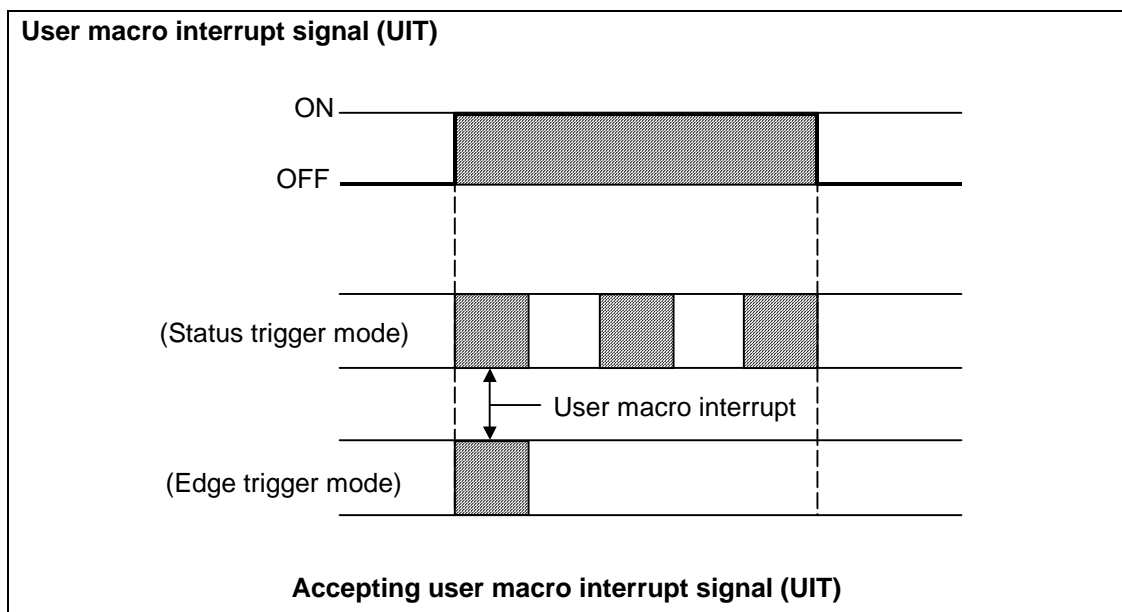 User macro interrupt signal (UIT)
ON
OFF
(Status trigger mode)
User macro interrupt
(Edge trigger mode)
Accepting user macro interrupt signal (UIT)